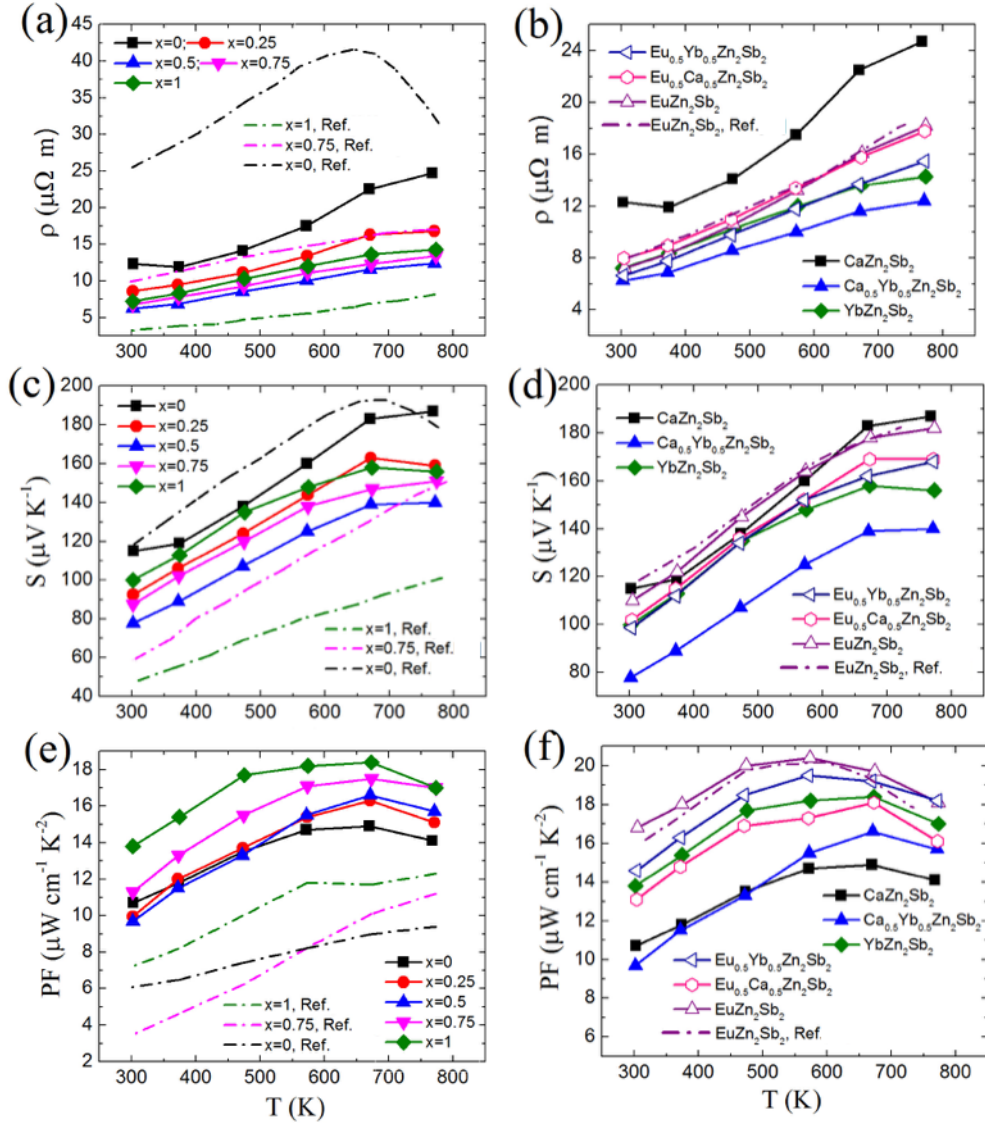 (a)
45
40
35
30
25
20
15
10
5
ρ (μΩ m)
x=0; x=0.25
x=0.5; x=0.75
x=1
x=1, Ref.
x=0.75, Ref.
x=0, Ref.
300 400 500 600 700 800
(b)
24
20
16
12
8
4
ρ (μΩ m)
Eu0.5Yb0.5Zn2Sb2
Eu0.5Ca0.5Zn2Sb2
EuZn2Sb2
EuZn2Sb2, Ref.
CaZn2Sb2
Ca0.5Yb0.5Zn2Sb2
YbZn2Sb2
300 400 500 600 700 800
(c)
200
180
160
140
120
100
80
60
40
S (μV K-1)
x=0
x=0.25
x=0.5
x=0.75
x=1
x=1, Ref.
x=0.75, Ref.
x=0, Ref.
300 400 500 600 700 800
(d)
200
180
160
140
120
100
80
S (μV K-1)
CaZn2Sb2
Ca0.5Yb0.5Zn2Sb2
YbZn2Sb2
Eu0.5Yb0.5Zn2Sb2
Eu0.5Ca0.5Zn2Sb2
EuZn2Sb2
EuZn2Sb2, Ref.
300 400 500 600 700 800
(e)
18
16
14
12
10
8
6
4
2
PF (μW cm-1 K-2)
x=0
x=0.25
x=0.5
x=0.75
x=1
x=1, Ref.
x=0.75, Ref.
x=0, Ref.
300 400 500 600 700 800
T (K)
(f)
20
18
16
14
12
10
8
6
PF (μW cm-1 K-2)
CaZn2Sb2
Ca0.5Yb0.5Zn2Sb2
YbZn2Sb2
Eu0.5Yb0.5Zn2Sb2
Eu0.5Ca0.5Zn2Sb2
EuZn2Sb2
EuZn2Sb2, Ref.
300 400 500 600 700 800
T (K)